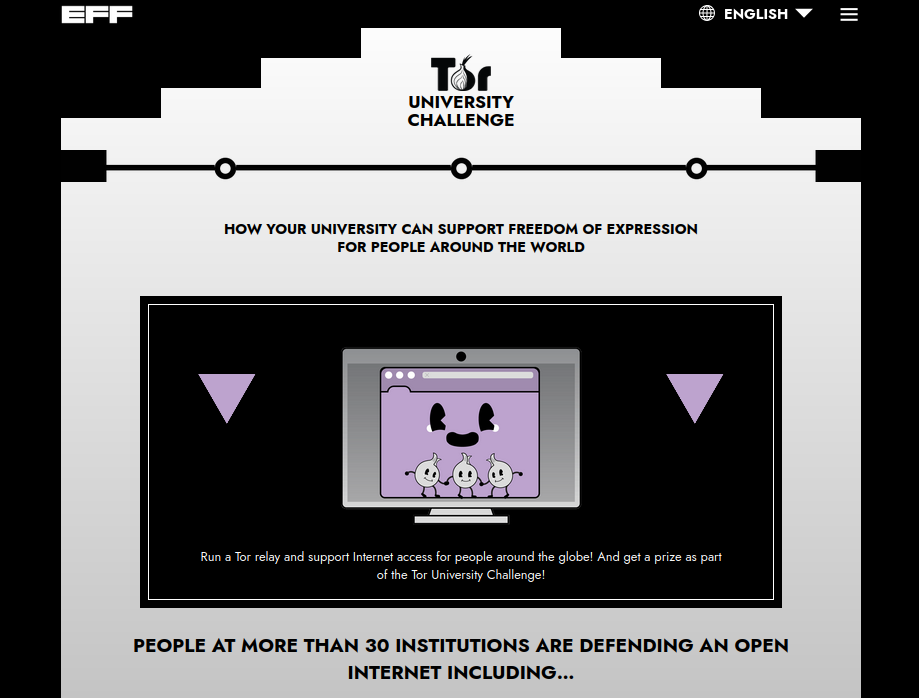 EFF
ENGLISH
Tor
UNIVERSITY
CHALLENGE
HOW YOUR UNIVERSITY CAN SUPPORT FREEDOM OF EXPRESSION
FOR PEOPLE AROUND THE WORLD
Run a Tor relay and support Internet access for people around the globe! And get a prize as part
of the Tor University Challenge!
PEOPLE AT MORE THAN 30 INSTITUTIONS ARE DEFENDING AN OPEN
INTERNET INCLUDING...